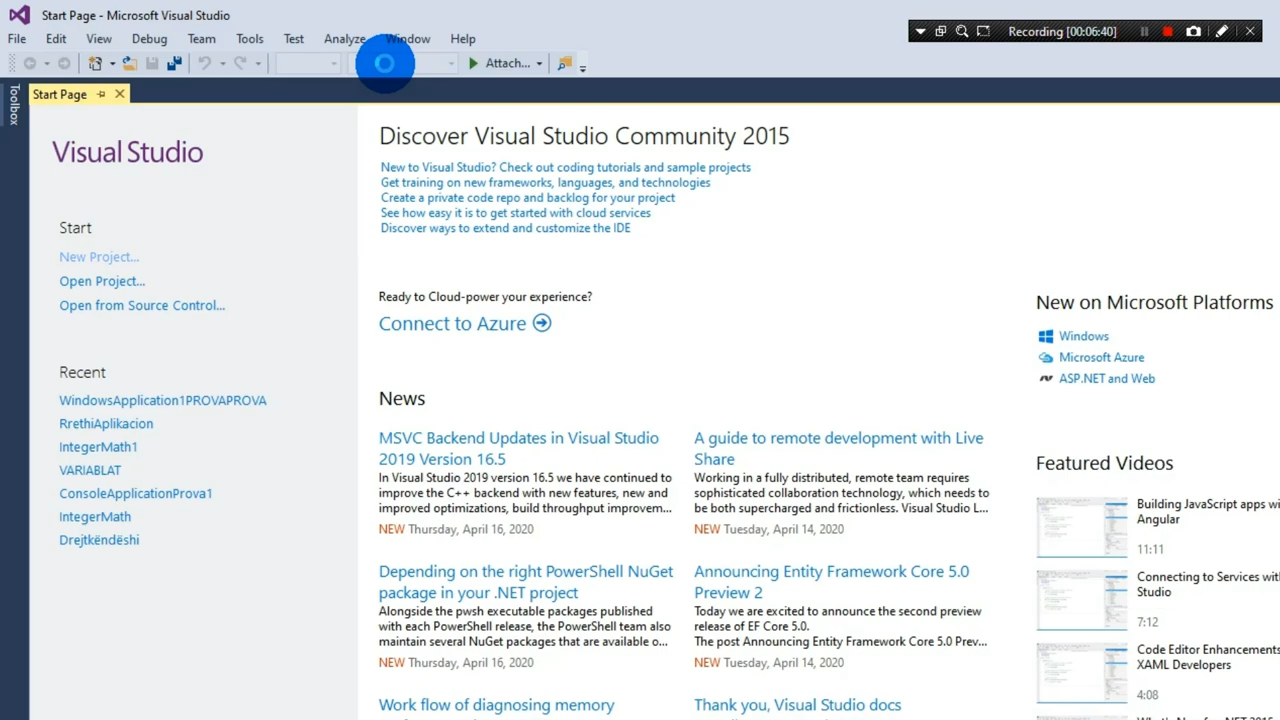 Start Page - Microsoft Visual Studio
Recording [00:06:40]
File Edit View Debug Team Tools Test Analyze Window Help
Attach...
Toolbox
Start Page
Visual Studio
Start
New Project...
Open Project...
Open from Source Control...
Recent
WindowsApplication1PROVAPROVA
RrethiAplikacion
IntegerMath1
VARIABLAT
ConsoleApplicationProva1
IntegerMath
Drejtkëndëshi
Discover Visual Studio Community 2015
New to Visual Studio? Check out coding tutorials and sample projects
Get training on new frameworks, languages, and technologies
Create a private code repo and backlog for your project
See how easy it is to get started with cloud services
Discover ways to extend and customize the IDE
Ready to Cloud-power your experience?
Connect to Azure
News
MSVC Backend Updates in Visual Studio
2019 Version 16.5
In Visual Studio 2019 version 16.5 we have continued to
improve the C++ backend with new features, new and
improved optimizations, build throughput improvem...
NEW Thursday, April 16, 2020
A guide to remote development with Live
Share
Working in a fully distributed, remote team requires
sophisticated collaboration technology, which needs to
be both supercharged and frictionless. Visual Studio L...
NEW Tuesday, April 14, 2020
Depending on the right PowerShell NuGet
package in your .NET project
Alongside the pwsh executable packages published
with each PowerShell release, the PowerShell team also
maintain several NuGet packages that are available o...
NEW Thursday, April 16, 2020
Announcing Entity Framework Core 5.0
Preview 2
Today we are excited to announce the second preview
release of EF Core 5.0.
The post Announcing Entity Framework Core 5.0 Prev...
NEW Tuesday, April 14, 2020
Work flow of diagnosing memory
Thank you, Visual Studio docs
New on Microsoft Platforms
Windows
Microsoft Azure
ASP.NET and Web
Featured Videos
Building JavaScript apps wi
Angular
11:11
Connecting to Services with
Studio
7:12
Code Editor Enhancements
XAML Developers
4:08